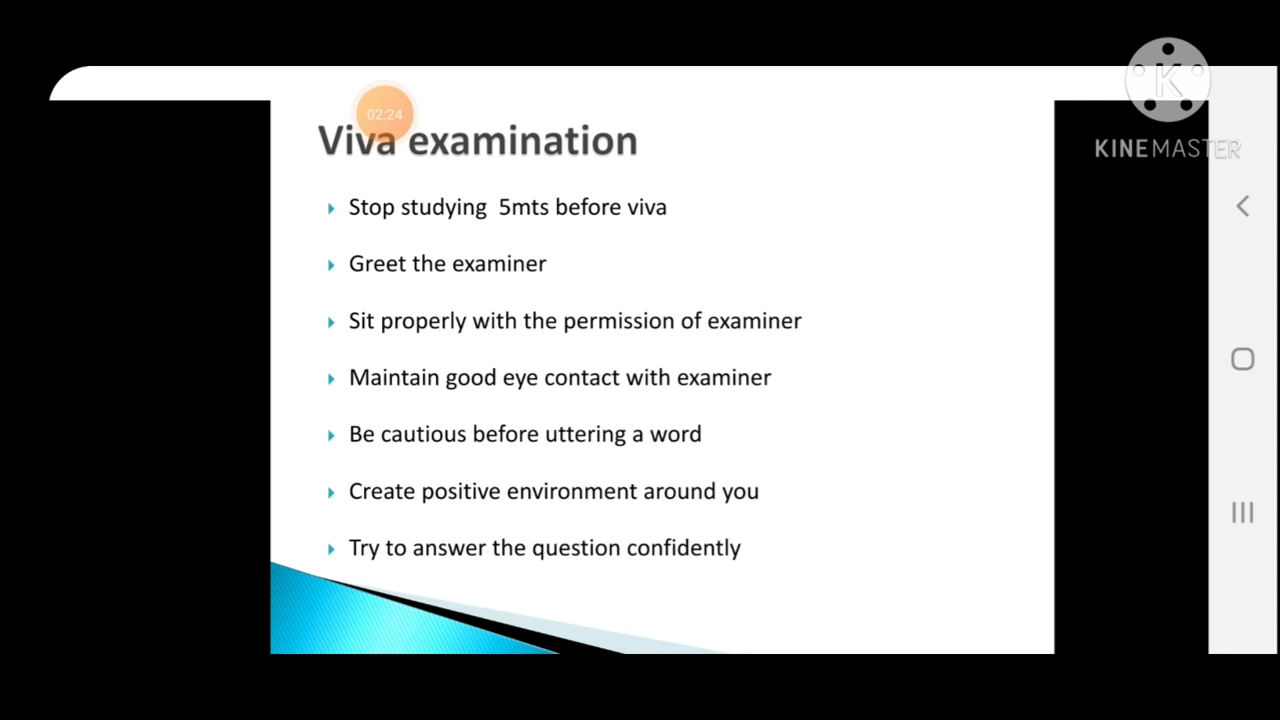 02:24
Viva examination
Stop studying  5mts before viva
Greet the examiner
Sit properly with the permission of examiner
Maintain good eye contact with examiner
Be cautious before uttering a word
Create positive environment around you
Try to answer the question confidently
K
KINEMASTER